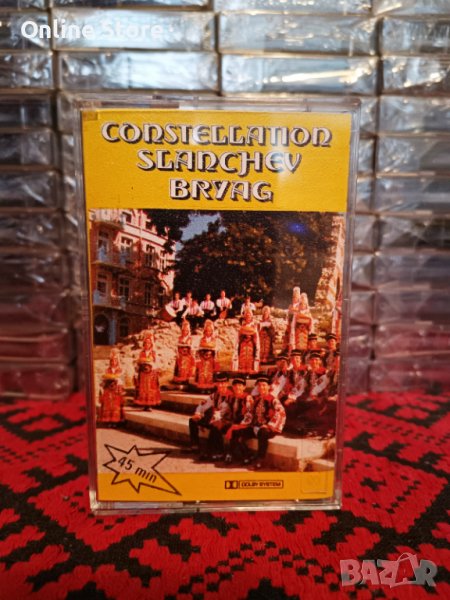 Online Store
CONSTELLATION
SLANCHEV
BRYAG
45 min
DOLBY SYSTEM
BAZAR